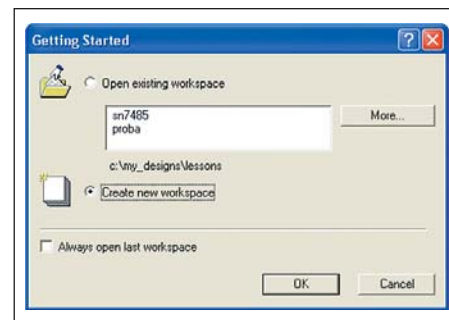 Getting Started
Open existing workspace
sn7485
proba
More...
c:\my_designs\lessons
Create new workspace
Always open last workspace
OK
Cancel